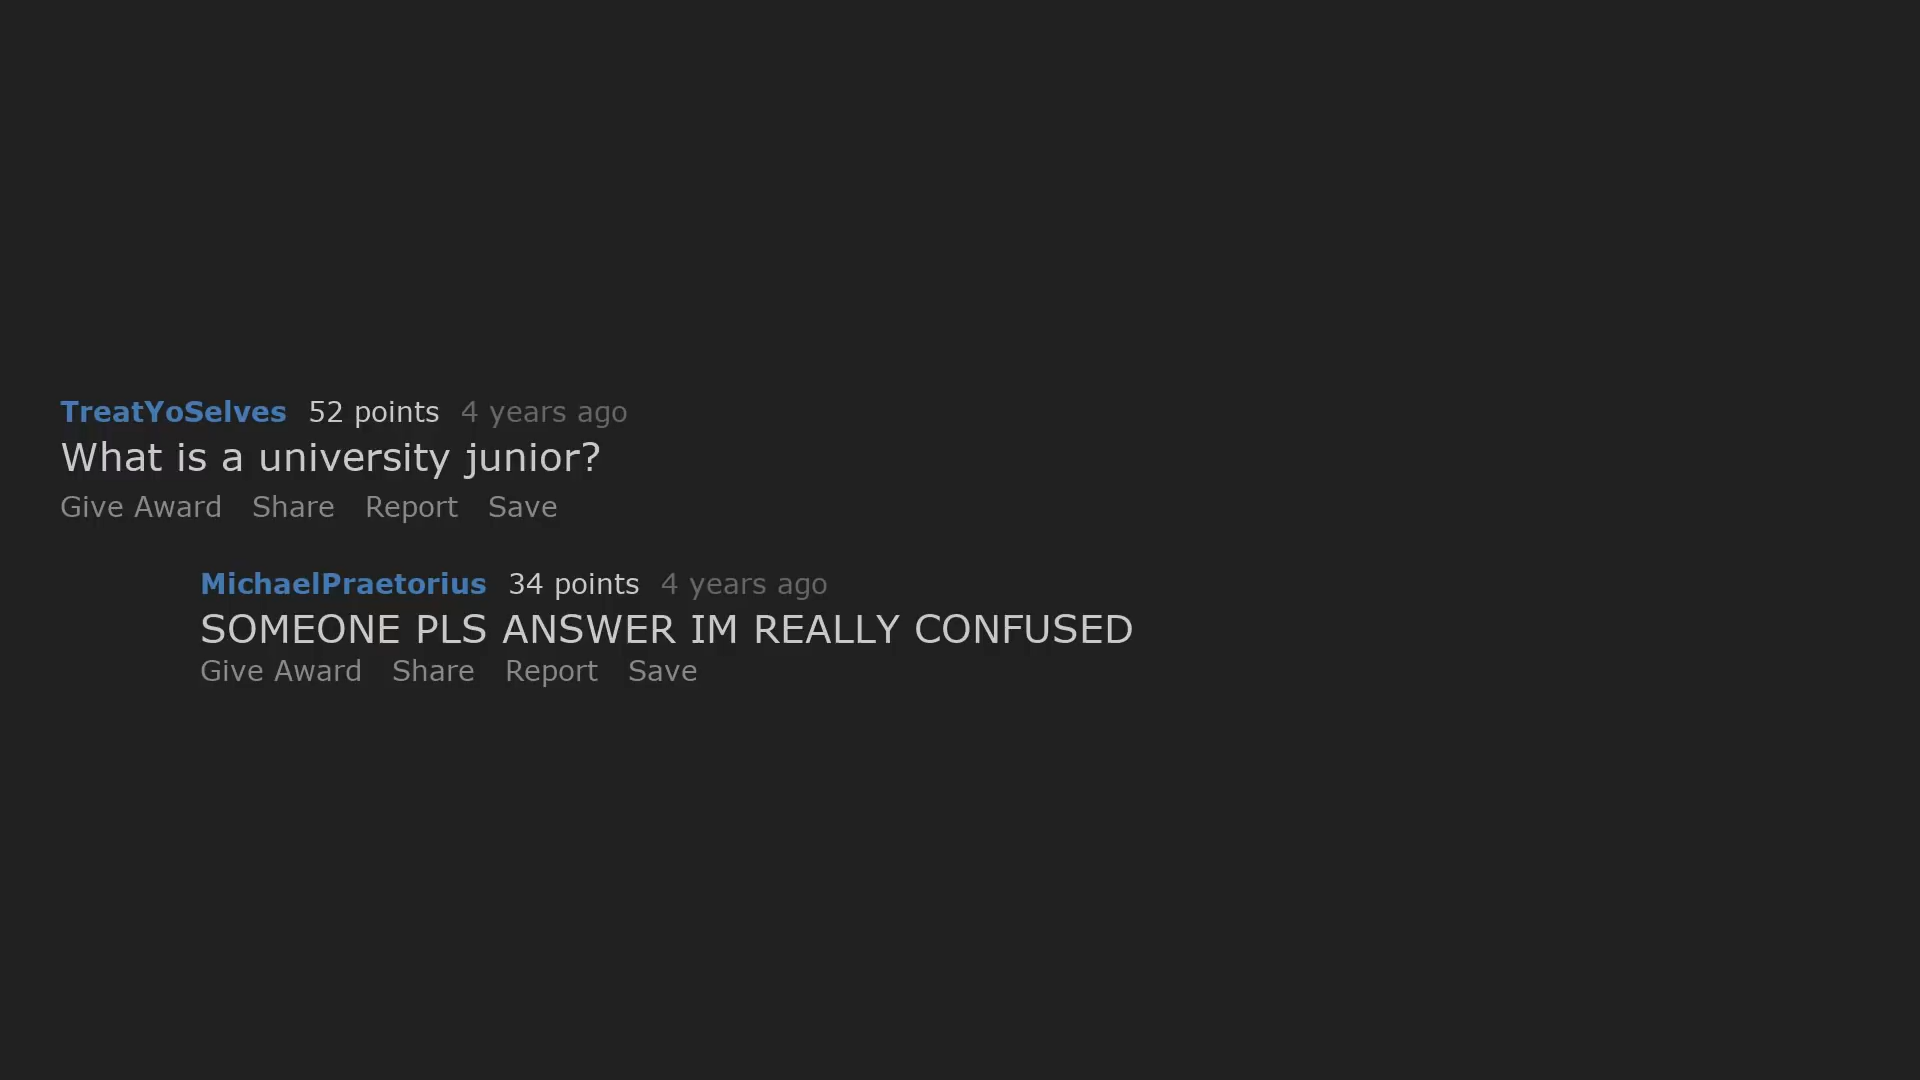 TreatYoSelves 52 points 4 years ago
What is a university junior?
Give Award Share Report Save
MichaelPraetorius 34 points 4 years ago
SOMEONE PLS ANSWER IM REALLY CONFUSED
Give Award Share Report Save